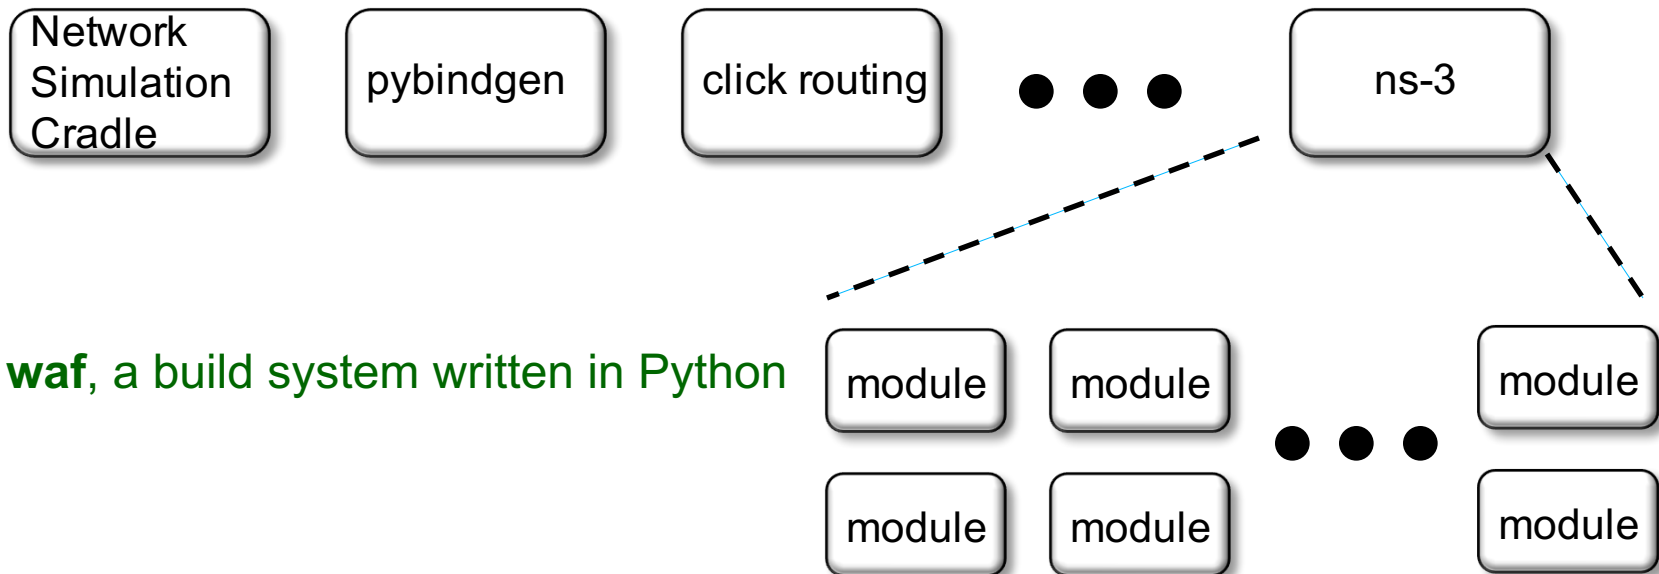 Network
Simulation
Cradle
pybindgen
click routing
ns-3
waf, a build system written in Python
module
module
module
module
module
module